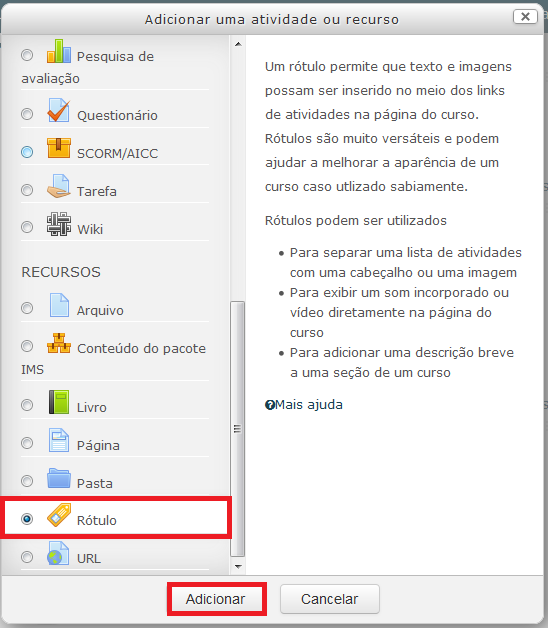 Adicionar uma atividade ou recurso
Pesquisa de
avaliação
Questionário
SCORM/AICC
Tarefa
Wiki
RECURSOS
Arquivo
Conteúdo do pacote
IMS
Livro
Página
Pasta
Rótulo
URL
Um rótulo permite que texto e imagens
possam ser inserido no meio dos links
de atividades na página do curso.
Rótulos são muito versáteis e podem
ajudar a melhorar a aparência de um
curso caso utlizado sabiamente.
Rótulos podem ser utilizados
• Para separar uma lista de atividades
com uma cabeçalho ou uma imagem
• Para exibir um som incorporado ou
vídeo diretamente na página do
curso
• Para adicionar uma descrição breve
a uma seção de um curso
Mais ajuda
Adicionar
Cancelar